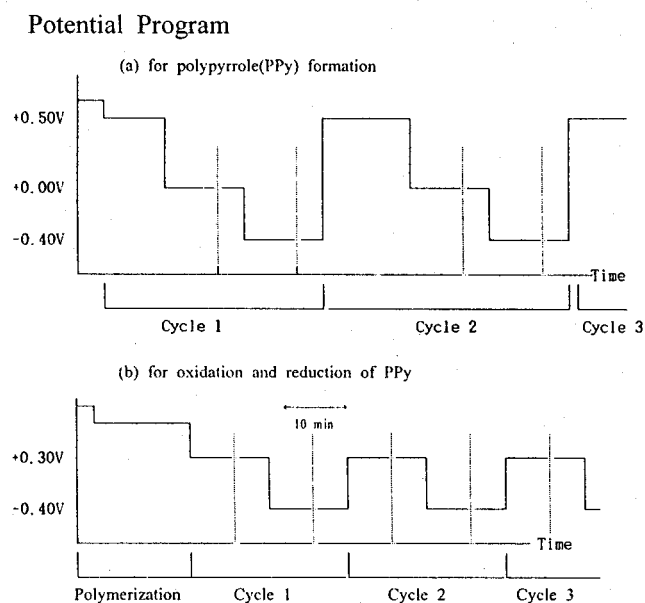 Potential Program
(a) for polypyrrole(PPy) formation
+0.50V
+0.00V
-0.40V
Time
Cycle 1
Cycle 2
Cycle 3
(b) for oxidation and reduction of PPy
10 min
+0.30V
-0.40V
Time
Polymerization
Cycle 1
Cycle 2
Cycle 3